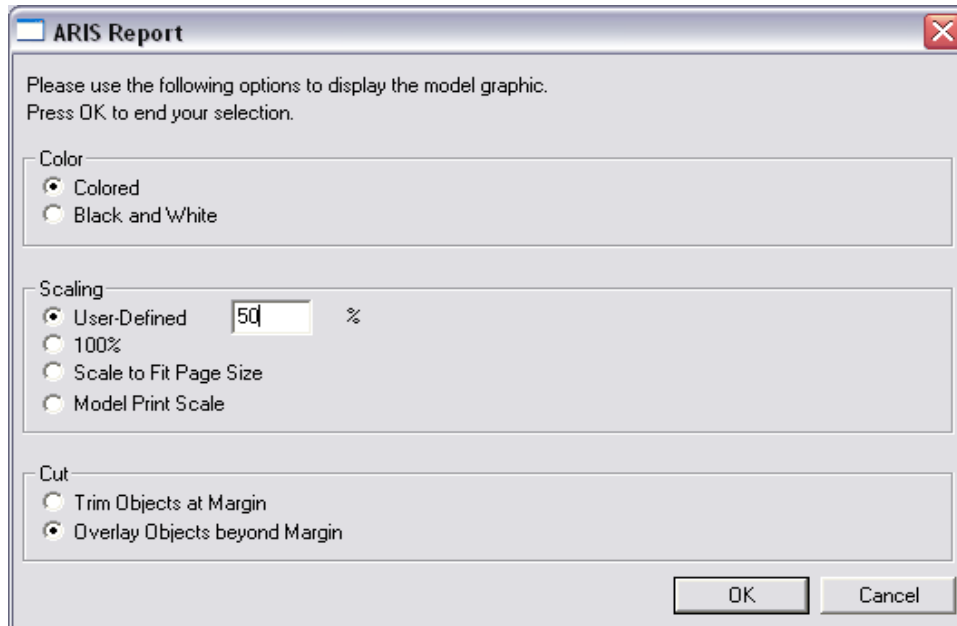 ARIS Report
Please use the following options to display the model graphic.
Press OK to end your selection.
Color
Colored
Black and White
Scaling
User-Defined 50 %
100%
Scale to Fit Page Size
Model Print Scale
Cut
Trim Objects at Margin
Overlay Objects beyond Margin
OK Cancel